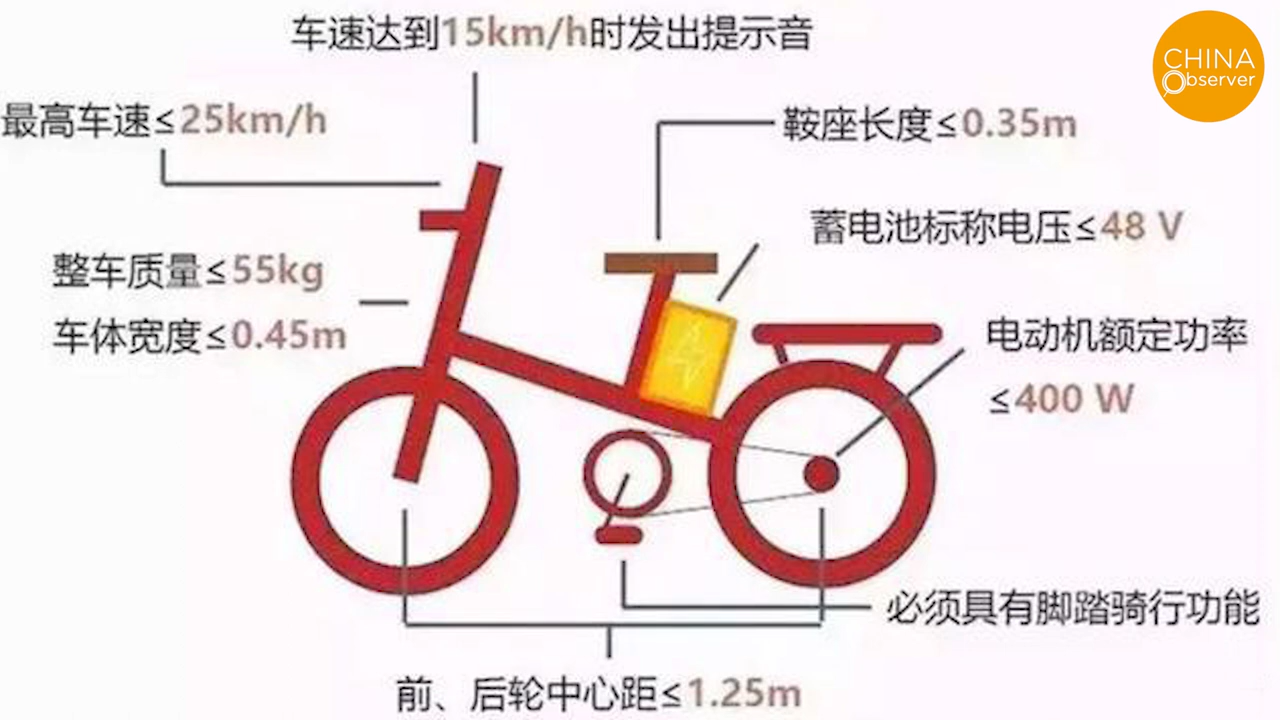 车速达到15km/h时发出提示音
CHINA
Observer
最高车速≤25km/h
鞍座长度≤0.35m
蓄电池标称电压≤48 V
整车质量≤55kg
车体宽度≤0.45m
电动机额定功率
≤400 W
必须具有脚踏骑行功能
前、后轮中心距≤1.25m